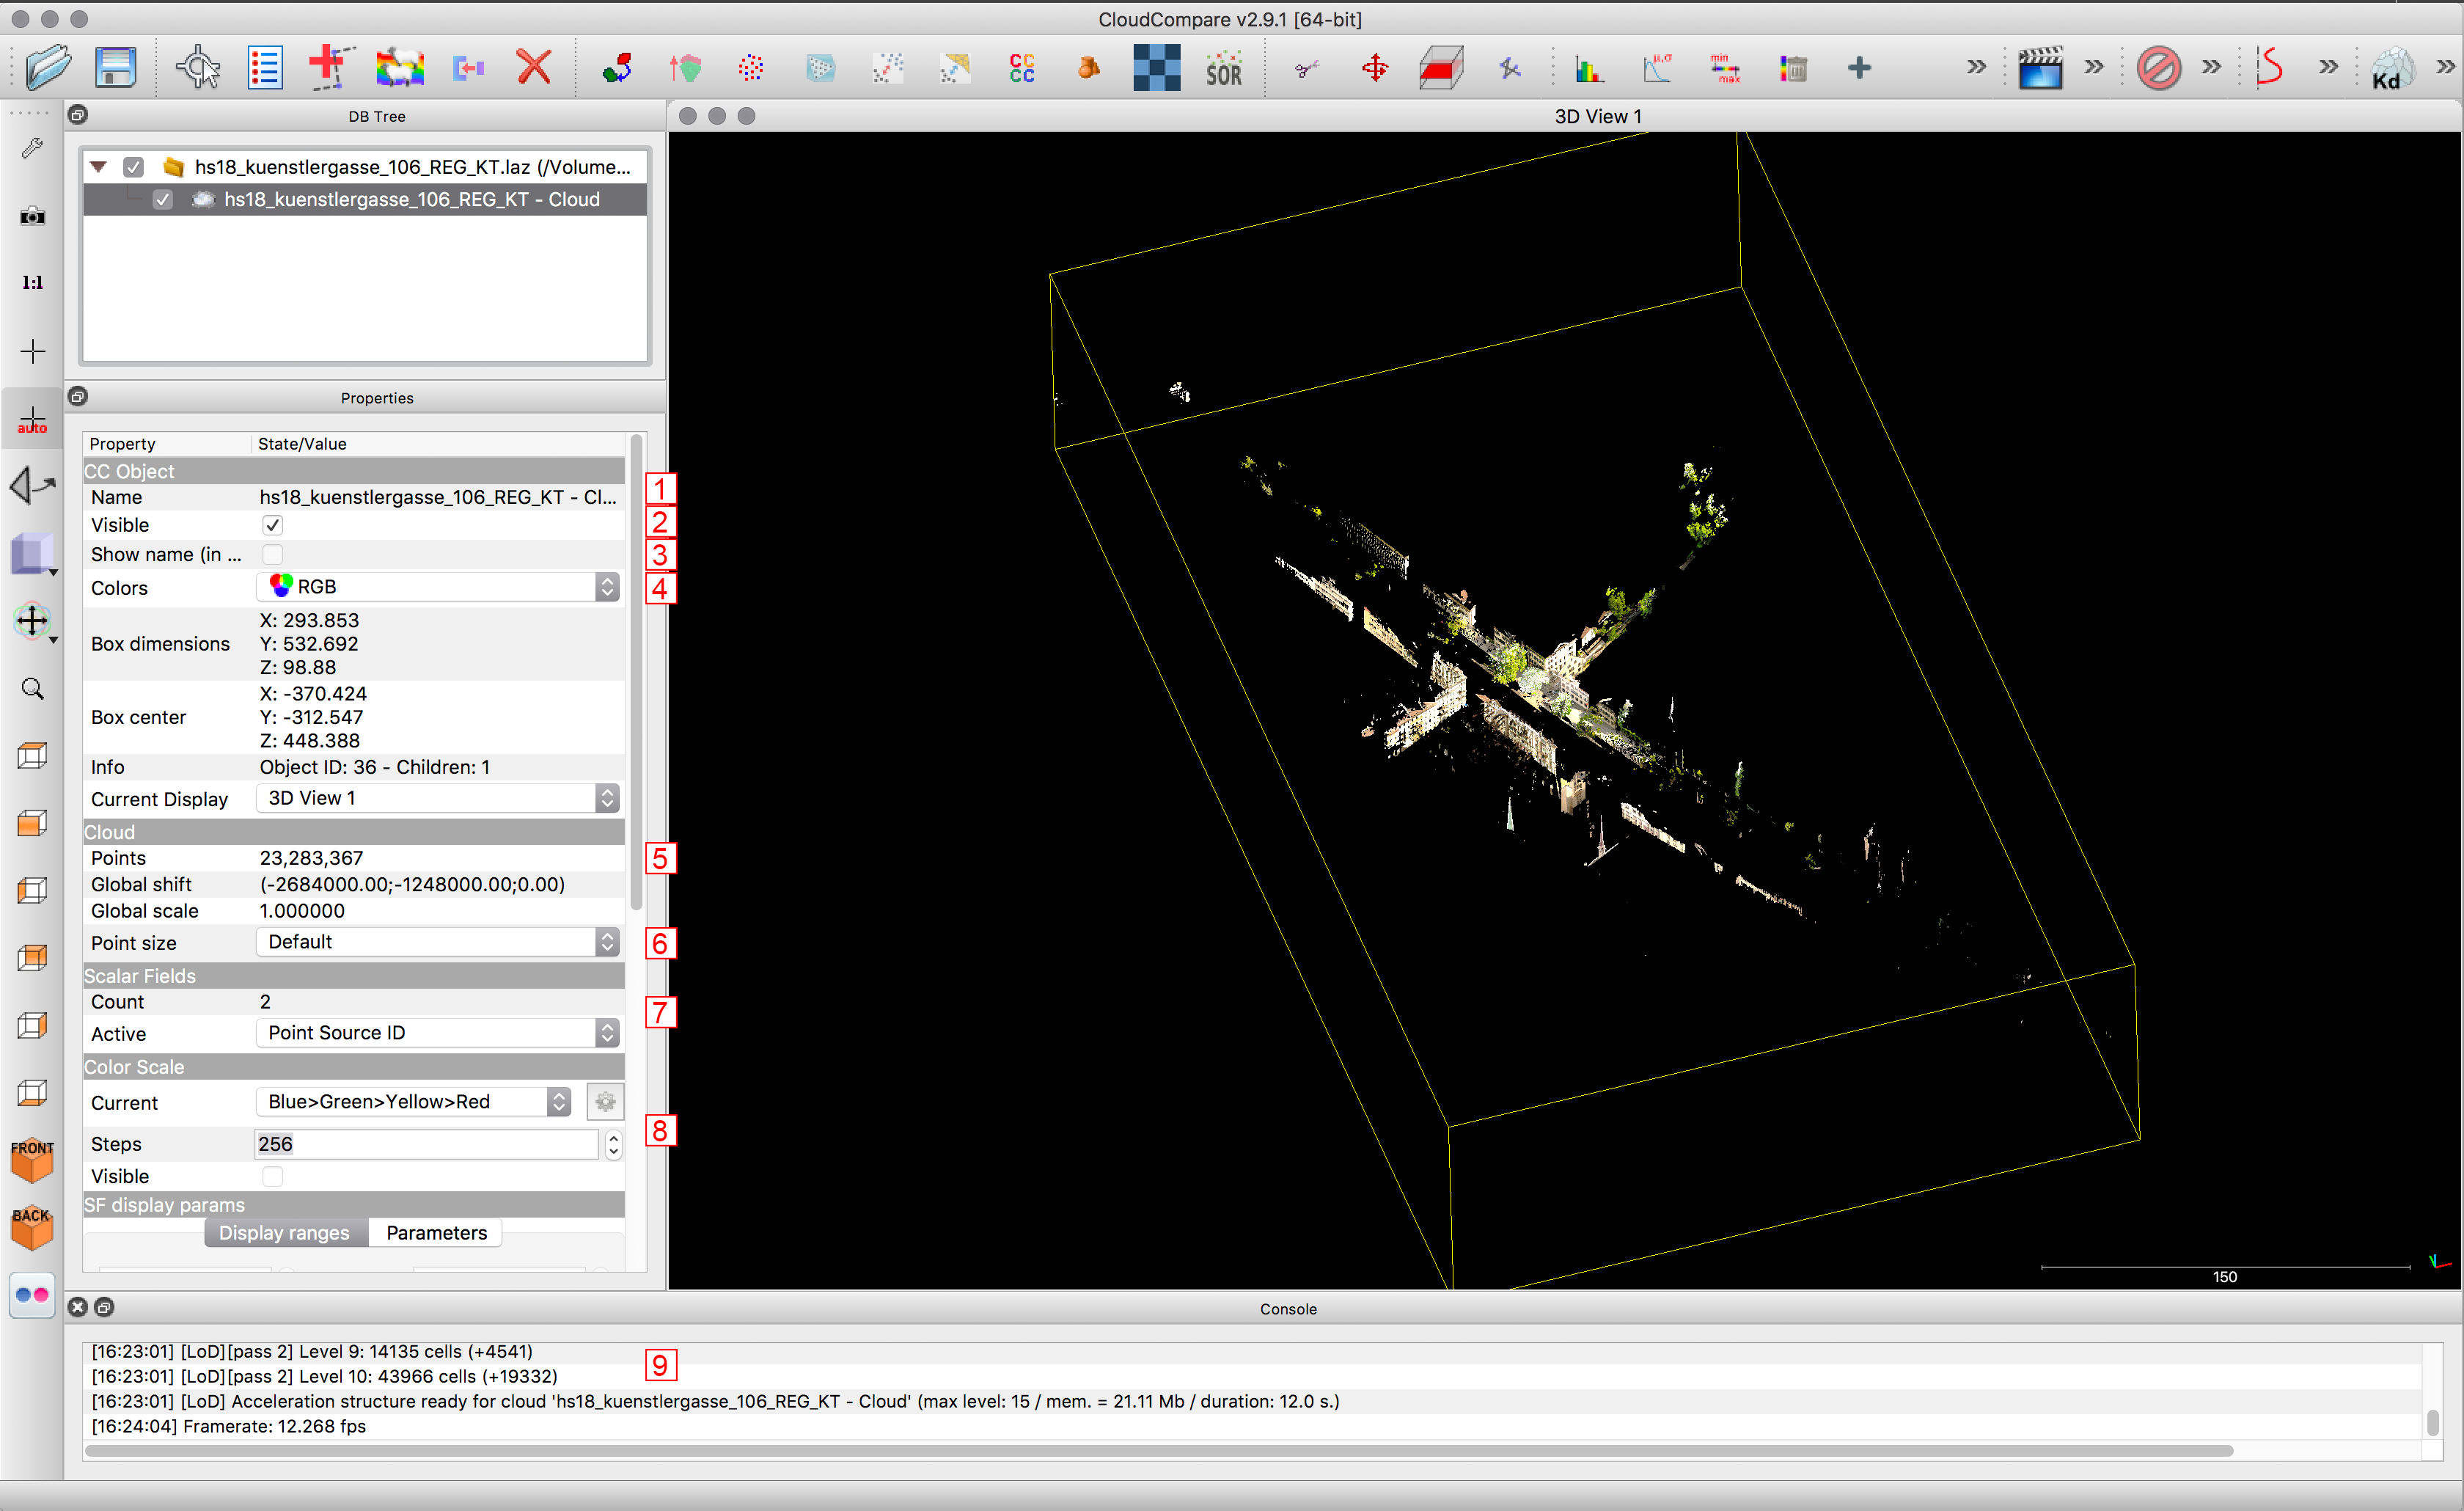 CloudCompare v2.9.1 [64-bit]
CC
CC
SOR
μ,σ
min
max
Kd
DB Tree
3D View 1
hs18_kuenstlergasse_106_REG_KT.laz (/Volume...
hs18_kuenstlergasse_106_REG_KT - Cloud
1:1
auto
FRONT
BACK
Properties
Property State/Value
CC Object
Name hs18_kuenstlergasse_106_REG_KT - Cl... 1
Visible 2
Show name (in ... 3
Colors RGB 4
Box dimensions
X: 293.853
Y: 532.692
Z: 98.88
Box center
X: -370.424
Y: -312.547
Z: 448.388
Info Object ID: 36 - Children: 1
Current Display 3D View 1
Cloud
Points 23,283,367 5
Global shift (-2684000.00;-1248000.00;0.00)
Global scale 1.000000
Point size Default 6
Scalar Fields
Count 2 7
Active Point Source ID
Color Scale
Current Blue>Green>Yellow>Red
Steps 256 8
Visible
SF display params
Display ranges Parameters
150
Console
[16:23:01] [LoD][pass 2] Level 9: 14135 cells (+4541) 9
[16:23:01] [LoD][pass 2] Level 10: 43966 cells (+19332)
[16:23:01] [LoD] Acceleration structure ready for cloud 'hs18_kuenstlergasse_106_REG_KT - Cloud' (max level: 15 / mem. = 21.11 Mb / duration: 12.0 s.)
[16:24:04] Framerate: 12.268 fps